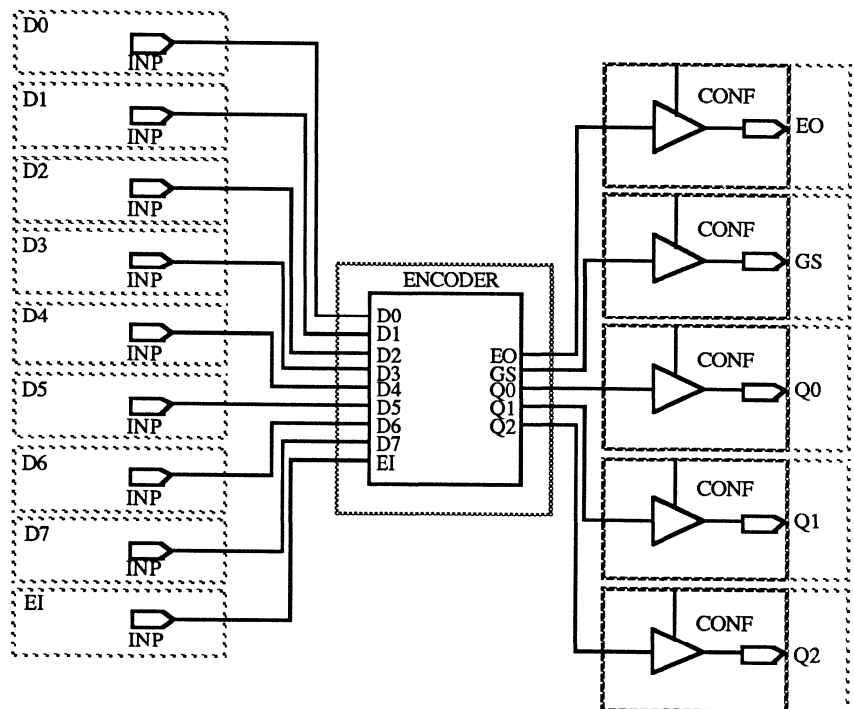 D0
INP
D1
INP
D2
INP
D3
INP
D4
INP
D5
INP
D6
INP
D7
INP
EI
INP
ENCODER
D0
D1
D2
D3
D4
D5
D6
D7
EI
EO
GS
Q0
Q1
Q2
CONF
EO
CONF
GS
CONF
Q0
CONF
Q1
CONF
Q2